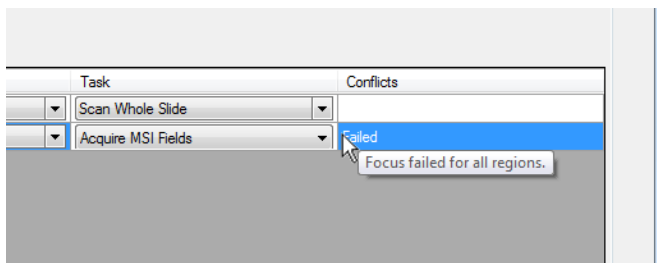 Task Conflicts
Scan Whole Slide
Acquire MSI Fields Failed
Focus failed for all regions.